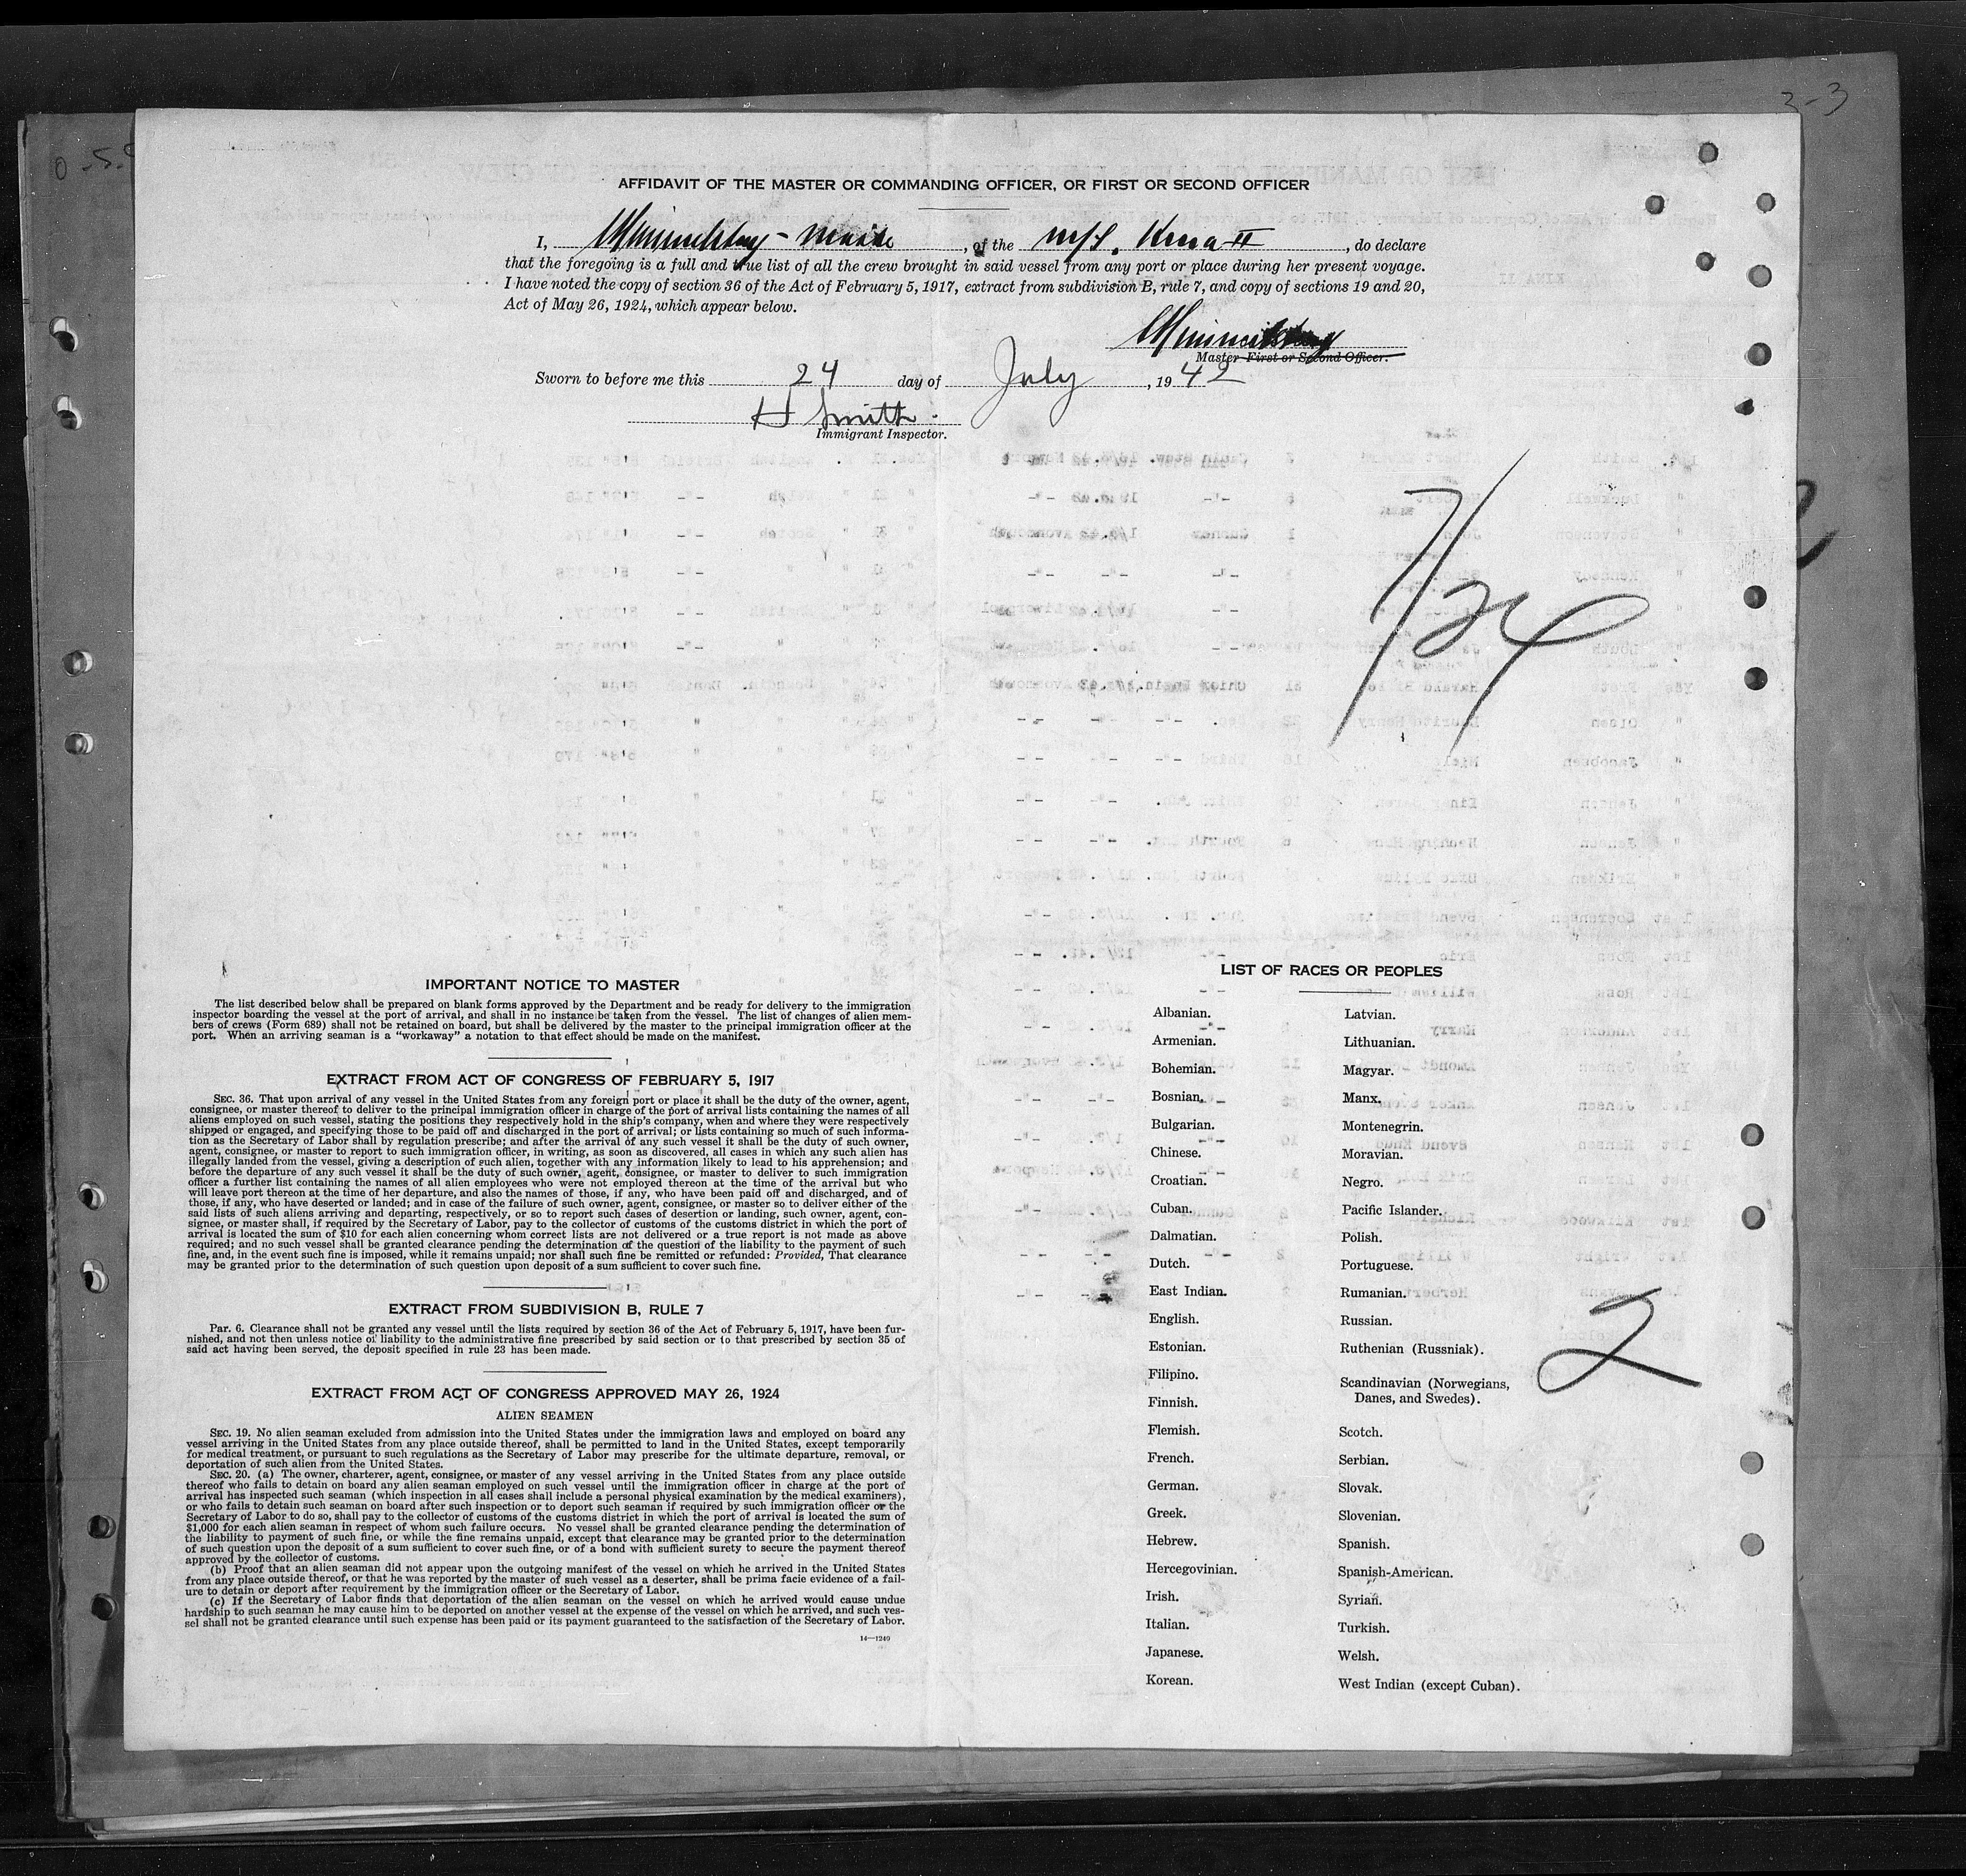 3-3
AFFIDAVIT OF THE MASTER OR COMMANDING OFFICER, OR FIRST OR SECOND OFFICER
I, , of the M/S. Kina II, do declare
that the foregoing is a full and true list of all the crew brought in said vessel from any port or place during her present voyage.
I have noted the copy of section 36 of the Act of February 5, 1917, extract from subdivision B, rule 7, and copy of sections 19 and 20,
Act of May 26, 1924, which appear below.
Master First or Second Officer.
Sworn to before me this 24 day of July, 1942
H Smith.
Immigrant Inspector.
7/24
IMPORTANT NOTICE TO MASTER
The list described below shall be prepared on blank forms approved by the Department and be ready for delivery to the immigration
inspector boarding the vessel at the port of arrival, and shall in no instance be taken from the vessel. The list of changes of alien mem-
bers of crews (Form 689) shall not be retained on board, but shall be delivered by the master to the principal immigration officer at the
port. When an arriving seaman is a "workaway" a notation to that effect should be made on the manifest.
EXTRACT FROM ACT OF CONGRESS OF FEBRUARY 5, 1917
SEC. 36. That upon arrival of any vessel in the United States from any foreign port or place it shall be the duty of the owner, agent,
consignee, or master thereof to deliver to the principal immigration officer in charge of the port of arrival lists containing the names of all
aliens employed on such vessel, stating the positions they respectively hold in the ship's company, when and where they were respectively
shipped or engaged, and specifying those to be paid off and discharged in the port of arrival; or lists containing so much of such informa-
tion as the Secretary of Labor shall by regulation prescribe; and after the arrival of any such vessel it shall be the duty of such owner,
agent, consignee, or master to report to such immigration officer, in writing, as soon as discovered, all cases in which any such alien has
illegally landed from the vessel, giving a description of such alien, together with any information likely to lead to his apprehension; and
before the departure of any such vessel it shall be the duty of such owner, agent, consignee, or master to deliver to such immigration
officer a further list containing the names of all alien employees who were not employed thereon at the time of the arrival but who
will leave port thereon at the time of her departure, and also the names of those, if any, who have been paid off and discharged, and of
those, if any, who have deserted or landed; and in case of the failure of such owner, agent, consignee, or master so to deliver either of the
said lists of such aliens arriving and departing, respectively, or so to report such cases of desertion or landing, such owner, agent, con-
signee, or master shall, if required by the Secretary of Labor, pay to the collector of customs of the customs district in which the port of
arrival is located the sum of $10 for each alien concerning whom correct lists are not delivered or a true report is not made as above
required; and no such vessel shall be granted clearance pending the determination of the question of the liability to the payment of such
fine, and, in the event such fine is imposed, while it remains unpaid; nor shall such fine be remitted or refunded: Provided, That clearance
may be granted prior to the determination of such question upon deposit of a sum sufficient to cover such fine.
EXTRACT FROM SUBDIVISION B, RULE 7
Par. 6. Clearance shall not be granted any vessel until the lists required by section 36 of the Act of February 5, 1917, have been fur-
nished, and not then unless notice of liability to the administrative fine prescribed by said section or to that prescribed by section 35 of
said act having been served, the deposit specified in rule 23 has been made.
EXTRACT FROM ACT OF CONGRESS APPROVED MAY 26, 1924
ALIEN SEAMEN
SEC. 19. No alien seaman excluded from admission into the United States under the immigration laws and employed on board any
vessel arriving in the United States from any place outside thereof, shall be permitted to land in the United States, except temporarily
for medical treatment, or pursuant to such regulations as the Secretary of Labor may prescribe for the ultimate departure, removal, or
deportation of such alien from the United States.
SEC. 20. (a) The owner, charterer, agent, consignee, or master of any vessel arriving in the United States from any place outside
thereof who fails to detain on board any alien seaman employed on such vessel until the immigration officer in charge at the port of
arrival has inspected such seaman (which inspection in all cases shall include a personal physical examination by the medical examiners),
or who fails to detain such seaman on board after such inspection or to deport such seaman if required by such immigration officer or the
Secretary of Labor to do so, shall pay to the collector of customs of the customs district in which the port of arrival is located the sum of
$1,000 for each alien seaman in respect of whom such failure occurs. No vessel shall be granted clearance pending the determination of
the liability to payment of such fine, or while the fine remains unpaid, except that clearance may be granted prior to the determination
of such question upon the deposit of a sum sufficient to cover such fine, or of a bond with sufficient surety to secure the payment thereof
approved by the collector of customs.
(b) Proof that an alien seaman did not appear upon the outgoing manifest of the vessel on which he arrived in the United States
from any place outside thereof, or that he was reported by the master of such vessel as a deserter, shall be prima facie evidence of a fail-
ure to detain or deport after requirement by the immigration officer or the Secretary of Labor.
(c) If the Secretary of Labor finds that deportation of the alien seaman on the vessel on which he arrived would cause undue
hardship to such seaman he may cause him to be deported on another vessel at the expense of the vessel on which he arrived, and such ves-
sel shall not be granted clearance until such expense has been paid or its payment guaranteed to the satisfaction of the Secretary of Labor.
14—1240
LIST OF RACES OR PEOPLES
Albanian.
Armenian.
Bohemian.
Bosnian.
Bulgarian.
Chinese.
Croatian.
Cuban.
Dalmatian.
Dutch.
East Indian.
English.
Estonian.
Filipino.
Finnish.
Flemish.
French.
German.
Greek.
Hebrew.
Hercegovinian.
Irish.
Italian.
Japanese.
Korean.
Latvian.
Lithuanian.
Magyar.
Manx.
Montenegrin.
Moravian.
Negro.
Pacific Islander.
Polish.
Portuguese.
Rumanian.
Russian.
Ruthenian (Russniak).
Scandinavian (Norwegians,
Danes, and Swedes).
Scotch.
Serbian.
Slovak.
Slovenian.
Spanish.
Spanish-American.
Syrian.
Turkish.
Welsh.
West Indian (except Cuban).
2